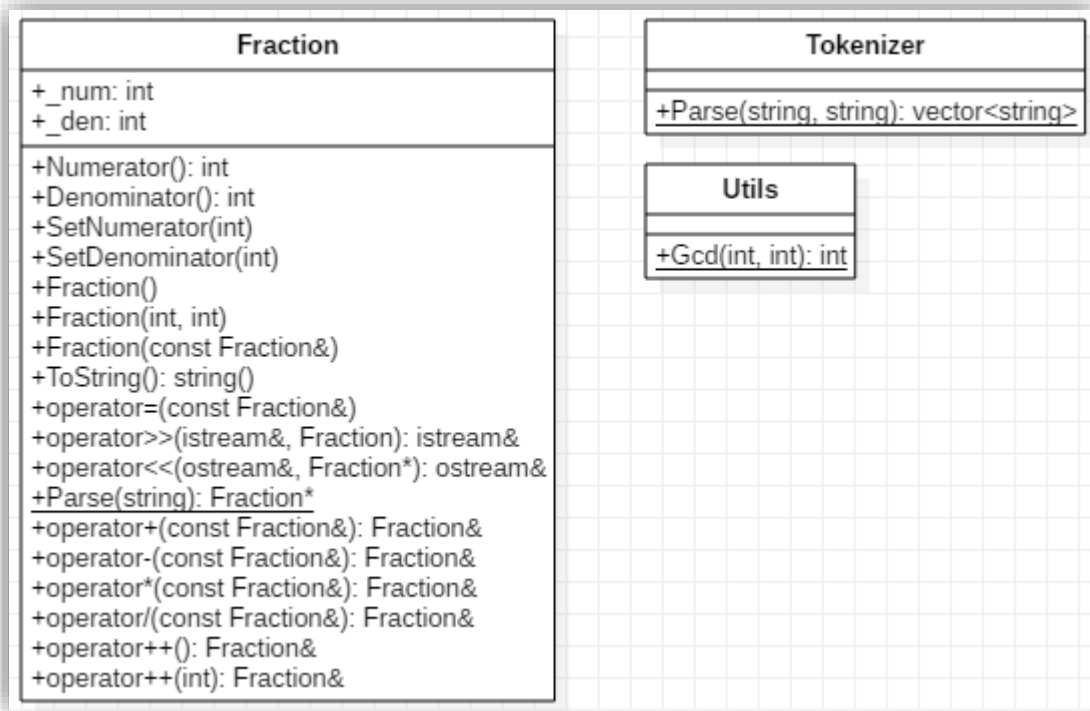 Fraction
+_num: int
+_den: int
+Numerator(): int
+Denominator(): int
+SetNumerator(int)
+SetDenominator(int)
+Fraction()
+Fraction(int, int)
+Fraction(const Fraction&)
+ToString(): string()
+operator=(const Fraction&)
+operator>>(istream&, Fraction): istream&
+operator<<(ostream&, Fraction*): ostream&
+Parse(string): Fraction*
+operator+(const Fraction&): Fraction&
+operator-(const Fraction&): Fraction&
+operator*(const Fraction&): Fraction&
+operator/(const Fraction&): Fraction&
+operator++(): Fraction&
+operator++(int): Fraction&
Tokenizer
+Parse(string, string): vector<string>
Utils
+Gcd(int, int): int